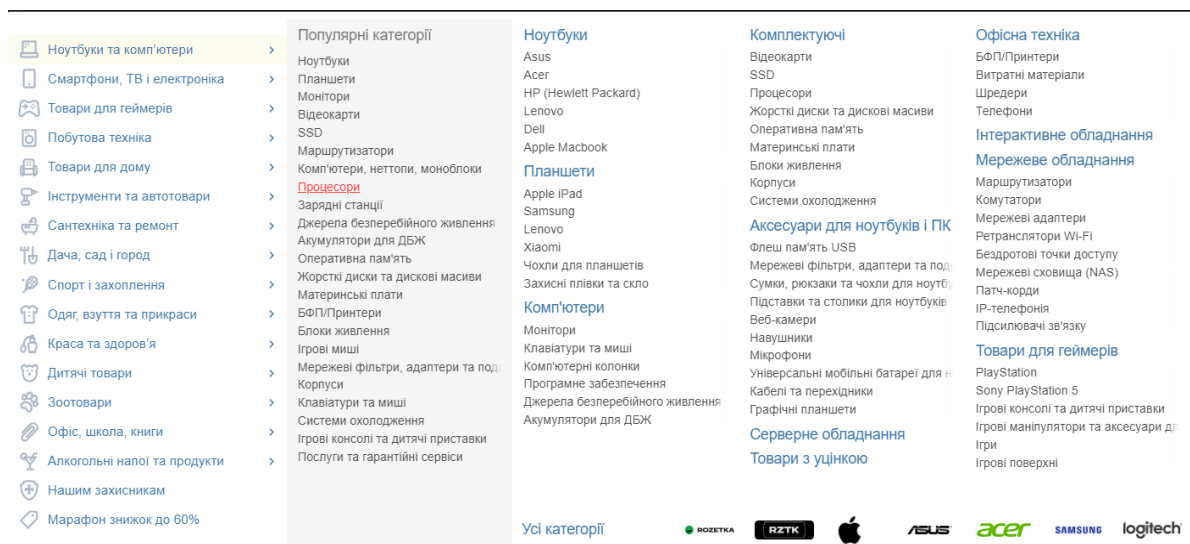 Ноутбуки та комп'ютери
Смартфони, ТВ і електроніка
Товари для геймерів
Побутова техніка
Товари для дому
Інструменти та автотовари
Сантехніка та ремонт
Дача, сад і город
Спорт і захоплення
Одяг, взуття та прикраси
Краса та здоров'я
Дитячі товари
Зоотовари
Офіс, школа, книги
Алкогольні напої та продукти
Нашим захисникам
Марафон знижок до 60%
Популярні категорії
Ноутбуки
Планшети
Монітори
Відеокарти
SSD
Маршрутизатори
Комп'ютери, неттопи, моноблоки
Процесори
Зарядні станції
Джерела безперебійного живлення
Акумулятори для ДБЖ
Оперативна пам'ять
Жорсткі диски та дискові масиви
Материнські плати
БФП/Принтери
Блоки живлення
Ігрові миші
Мережеві фільтри, адаптери та
Корпуси
Клавіатури та миші
Системи охолодження
Ігрові консолі та дитячі приставки
Послуги та гарантійні сервіси
Ноутбуки
Asus
Acer
HP (Hewlett Packard)
Lenovo
Dell
Apple Macbook
Планшети
Apple iPad
Samsung
Lenovo
Xiaomi
Чохли для планшетів
Захисні плівки та скло
Комп'ютери
Монітори
Клавіатури та миші
Комп'ютерні колонки
Програмне забезпечення
Джерела безперебійного живлення
Акумулятори для ДБЖ
Комплектуючі
Відеокарти
SSD
Процесори
Жорсткі диски та дискові масиви
Оперативна пам'ять
Материнські плати
Блоки живлення
Корпуси
Системи охолодження
Аксесуари для ноутбуків і ПК
Флеш пам'ять USB
Мережеві фільтри, адаптери та
Сумки, рюкзаки та чохли для
Підставки та столики для ноутбуків
Веб-камери
Навушники
Мікрофони
Універсальні мобільні батареї для
Кабелі та перехідники
Графічні планшети
Серверне обладнання
Товари з уцінкою
Офісна техніка
БФП/Принтери
Витратні матеріали
Шредери
Телефони
Інтерактивне обладнання
Мережеве обладнання
Маршрутизатори
Комутатори
Мережеві адаптери
Ретранслятори Wi-Fi
Бездротові точки доступу
Мережеві сховища (NAS)
Патч-корди
IP-телефонія
Підсилювачі зв'язку
Товари для геймерів
PlayStation
Sony PlayStation 5
Ігрові консолі та дитячі приставки
Ігрові маніпулятори та аксесуари
Ігри
Ігрові поверхні
Усі категорії
ROZETKA
RZTK
ASUS
acer
SAMSUNG
logitech